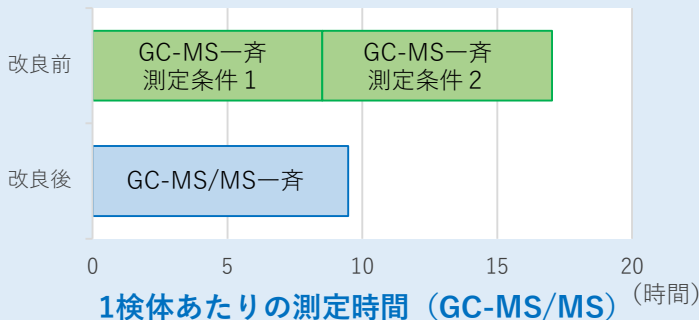 改良前
GC-MS一斉
測定条件１
GC-MS一斉
測定条件２
改良後
GC-MS/MS一斉
0 5 10 15 20
(時間)
1検体あたりの測定時間（GC-MS/MS）